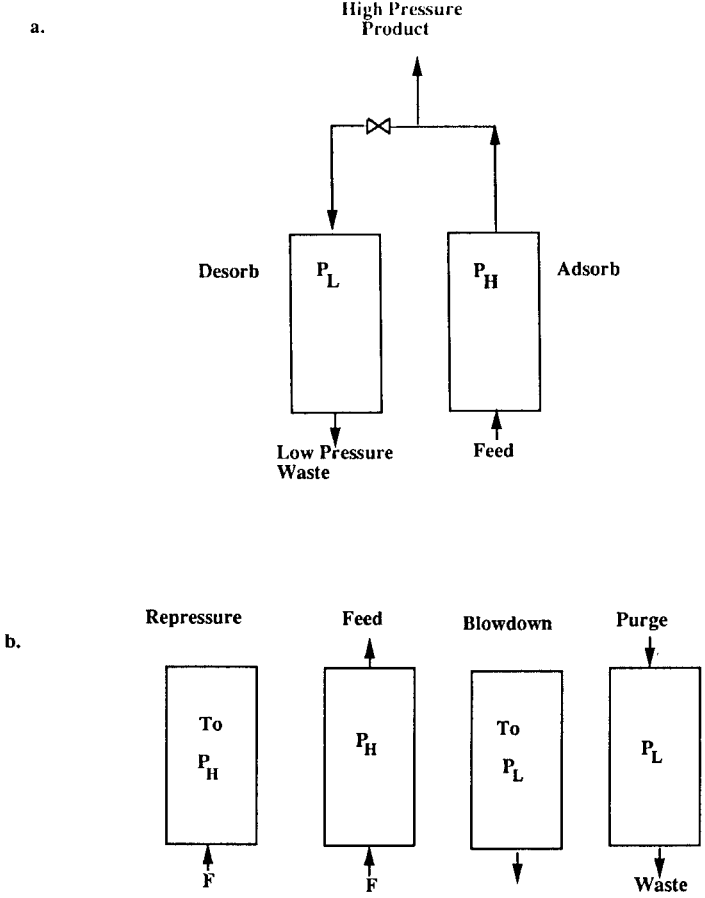 a.
High Pressure
Product
Desorb
P_L
P_H
Adsorb
Low Pressure
Waste
Feed
b.
Repressure
Feed
Blowdown
Purge
To
P_H
P_H
To
P_L
P_L
F
F
Waste